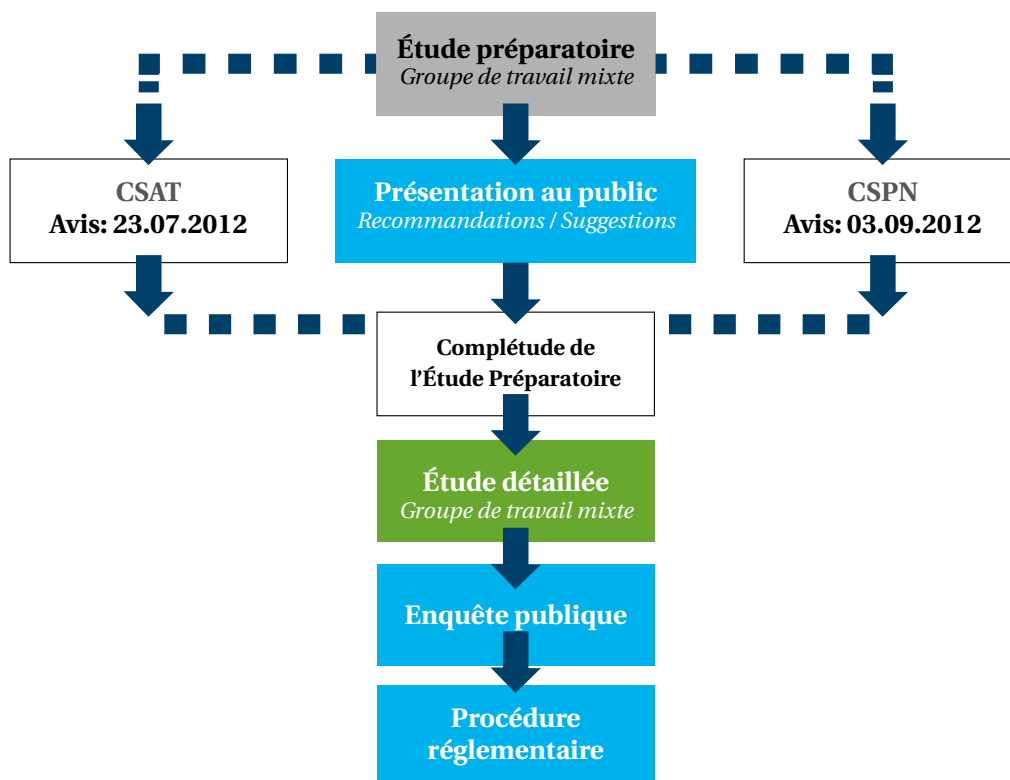 Étude préparatoire
Groupe de travail mixte
CSAT
Avis: 23.07.2012
Présentation au public
Recommandations / Suggestions
CSPN
Avis: 03.09.2012
Complétude de
l'Étude Préparatoire
Étude détaillée
Groupe de travail mixte
Enquête publique
Procédure
réglementaire